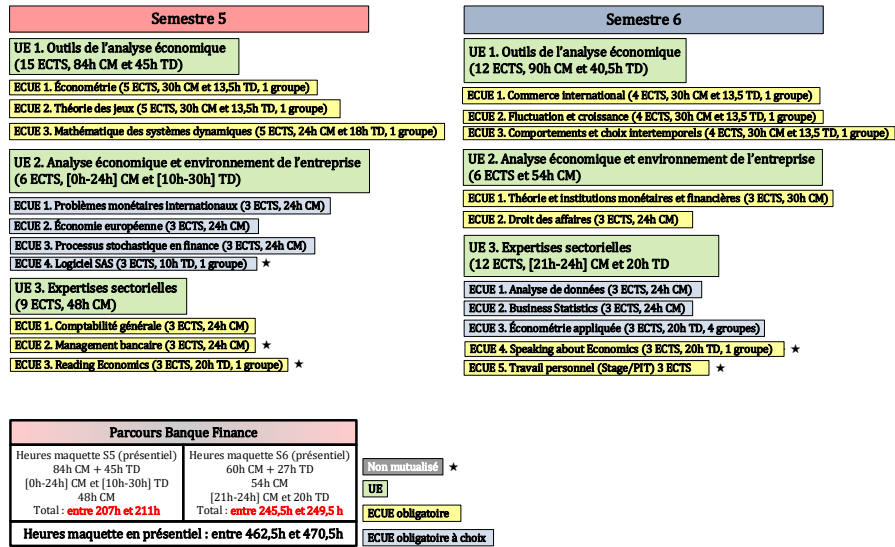 Semestre 5
UE 1. Outils de l'analyse économique
(15 ECTS, 84h CM et 45h TD)
ECUE 1. Économétrie (5 ECTS, 30h CM et 13,5h TD, 1 groupe)
ECUE 2. Théorie des jeux (5 ECTS, 30h CM et 13,5h TD, 1 groupe)
ECUE 3. Mathématique des systèmes dynamiques (5 ECTS, 24h CM et 18h TD, 1 groupe)
UE 2. Analyse économique et environnement de l'entreprise
(6 ECTS, [0h-24h] CM et [10h-30h] TD)
ECUE 1. Problèmes monétaires internationaux (3 ECTS, 24h CM)
ECUE 2. Économie européenne (3 ECTS, 24h CM)
ECUE 3. Processus stochastique en finance (3 ECTS, 24h CM)
ECUE 4. Logiciel SAS (3 ECTS, 10h TD, 1 groupe) ★
UE 3. Expertises sectorielles
(9 ECTS, 48h CM)
ECUE 1. Comptabilité générale (3 ECTS, 24h CM)
ECUE 2. Management bancaire (3 ECTS, 24h CM) ★
ECUE 3. Reading Economics (3 ECTS, 20h TD, 1 groupe) ★
Semestre 6
UE 1. Outils de l'analyse économique
(12 ECTS, 90h CM et 40,5h TD)
ECUE 1. Commerce international (4 ECTS, 30h CM et 13,5 TD, 1 groupe)
ECUE 2. Fluctuation et croissance (4 ECTS, 30h CM et 13,5 TD, 1 groupe)
ECUE 3. Comportements et choix intertemporels (4 ECTS, 30h CM et 13,5 TD, 1 groupe)
UE 2. Analyse économique et environnement de l'entreprise
(6 ECTS et 54h CM)
ECUE 1. Théorie et institutions monétaires et financières (3 ECTS, 30h CM)
ECUE 2. Droit des affaires (3 ECTS, 24h CM)
UE 3. Expertises sectorielles
(12 ECTS, [21h-24h] CM et 20h TD
ECUE 1. Analyse de données (3 ECTS, 24h CM)
ECUE 2. Business Statistics (3 ECTS, 24h CM)
ECUE 3. Économétrie appliquée (3 ECTS, 20h TD, 4 groupes)
ECUE 4. Speaking about Economics (3 ECTS, 20h TD, 1 groupe) ★
ECUE 5. Travail personnel (Stage/PIT) 3 ECTS ★
Parcours Banque Finance
Heures maquette S5 (présentiel)
84h CM + 45h TD
[0h-24h] CM et [10h-30h] TD
48h CM
Total : entre 207h et 211h
Heures maquette S6 (présentiel)
60h CM + 27h TD
54h CM
[21h-24h] CM et 20h TD
Total : entre 245,5h et 249,5 h
Heures maquette en présentiel : entre 462,5h et 470,5h
Non mutualisé ★
UE
ECUE obligatoire
ECUE obligatoire à choix